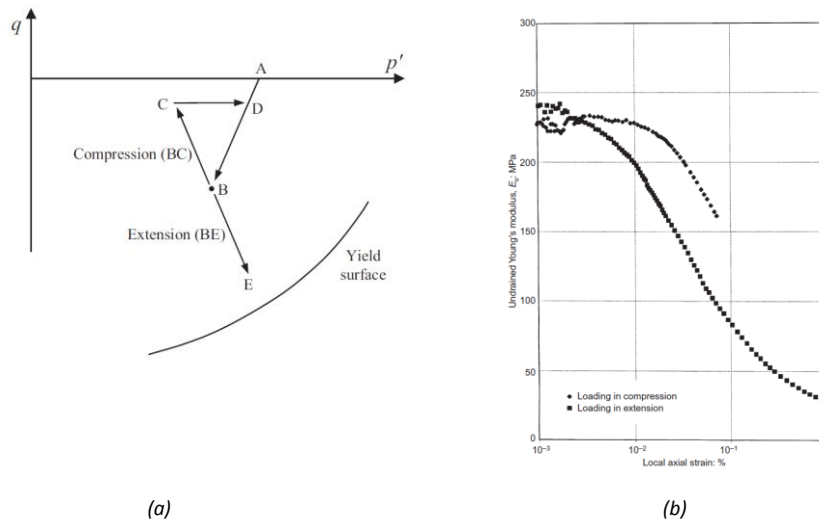 q
A
p'
C
D
Compression (BC)
B
Extension (BE)
E
Yield
surface
(a)
300
250
200
150
100
50
0
Undrained Young's modulus, Eu: MPa
Loading in compression
Loading in extension
10⁻³
10⁻²
10⁻¹
Local axial strain: %
(b)